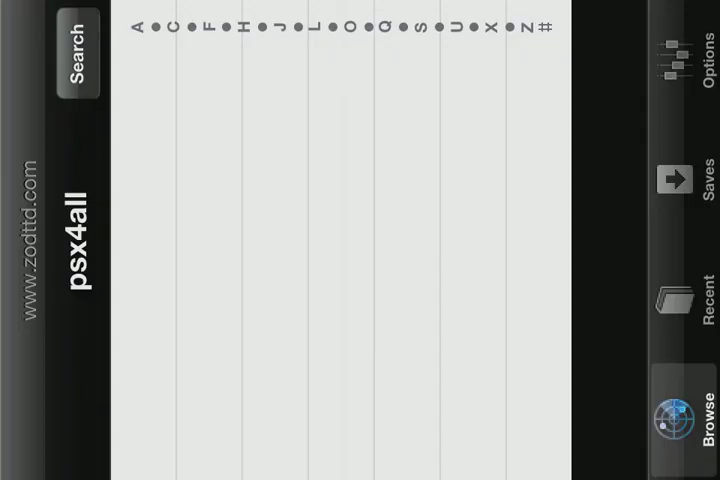 www.zodttd.com
psx4all
Search
A
C
F
H
J
L
O
Q
S
U
X
Z
#
Browse
Recent
Saves
Options